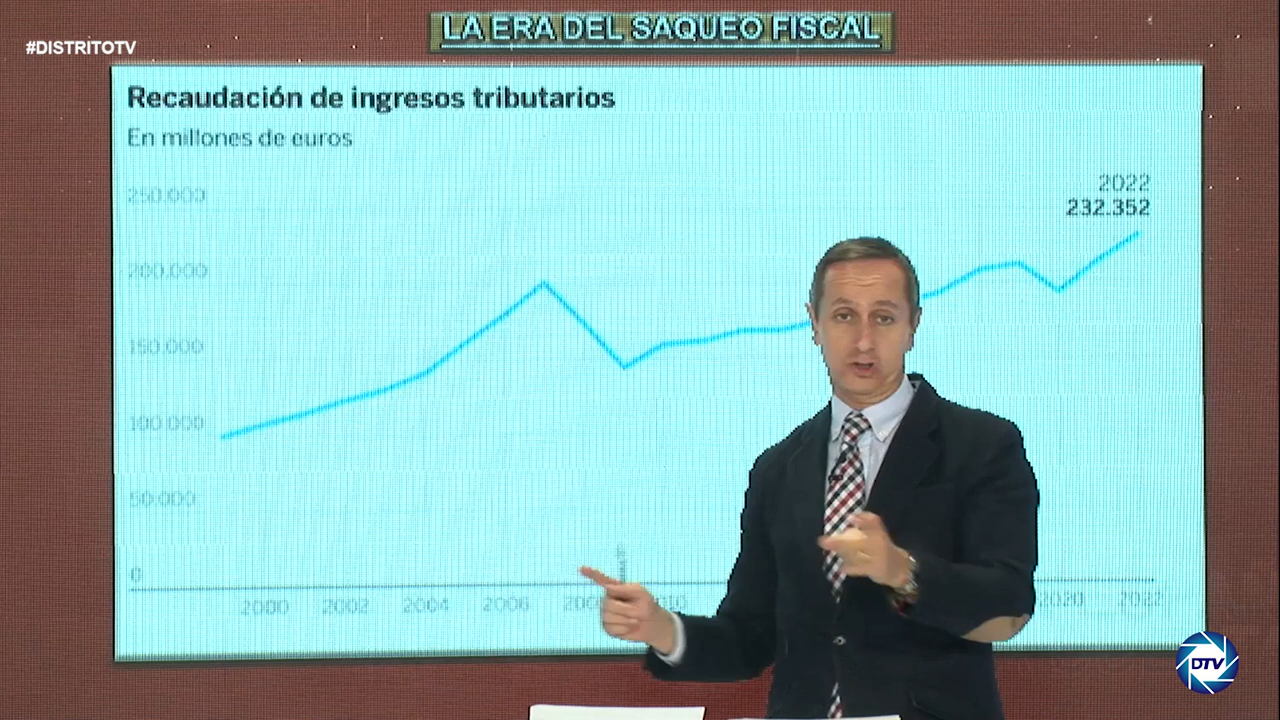 LA ERA DEL SAQUEO FISCAL
#DISTRITOTV
Recaudación de ingresos tributarios
En millones de euros
250.000
2022
232.352
200.000
150.000
100.000
50.000
0
2000 2002 2004 2006 2020 2022
DTV